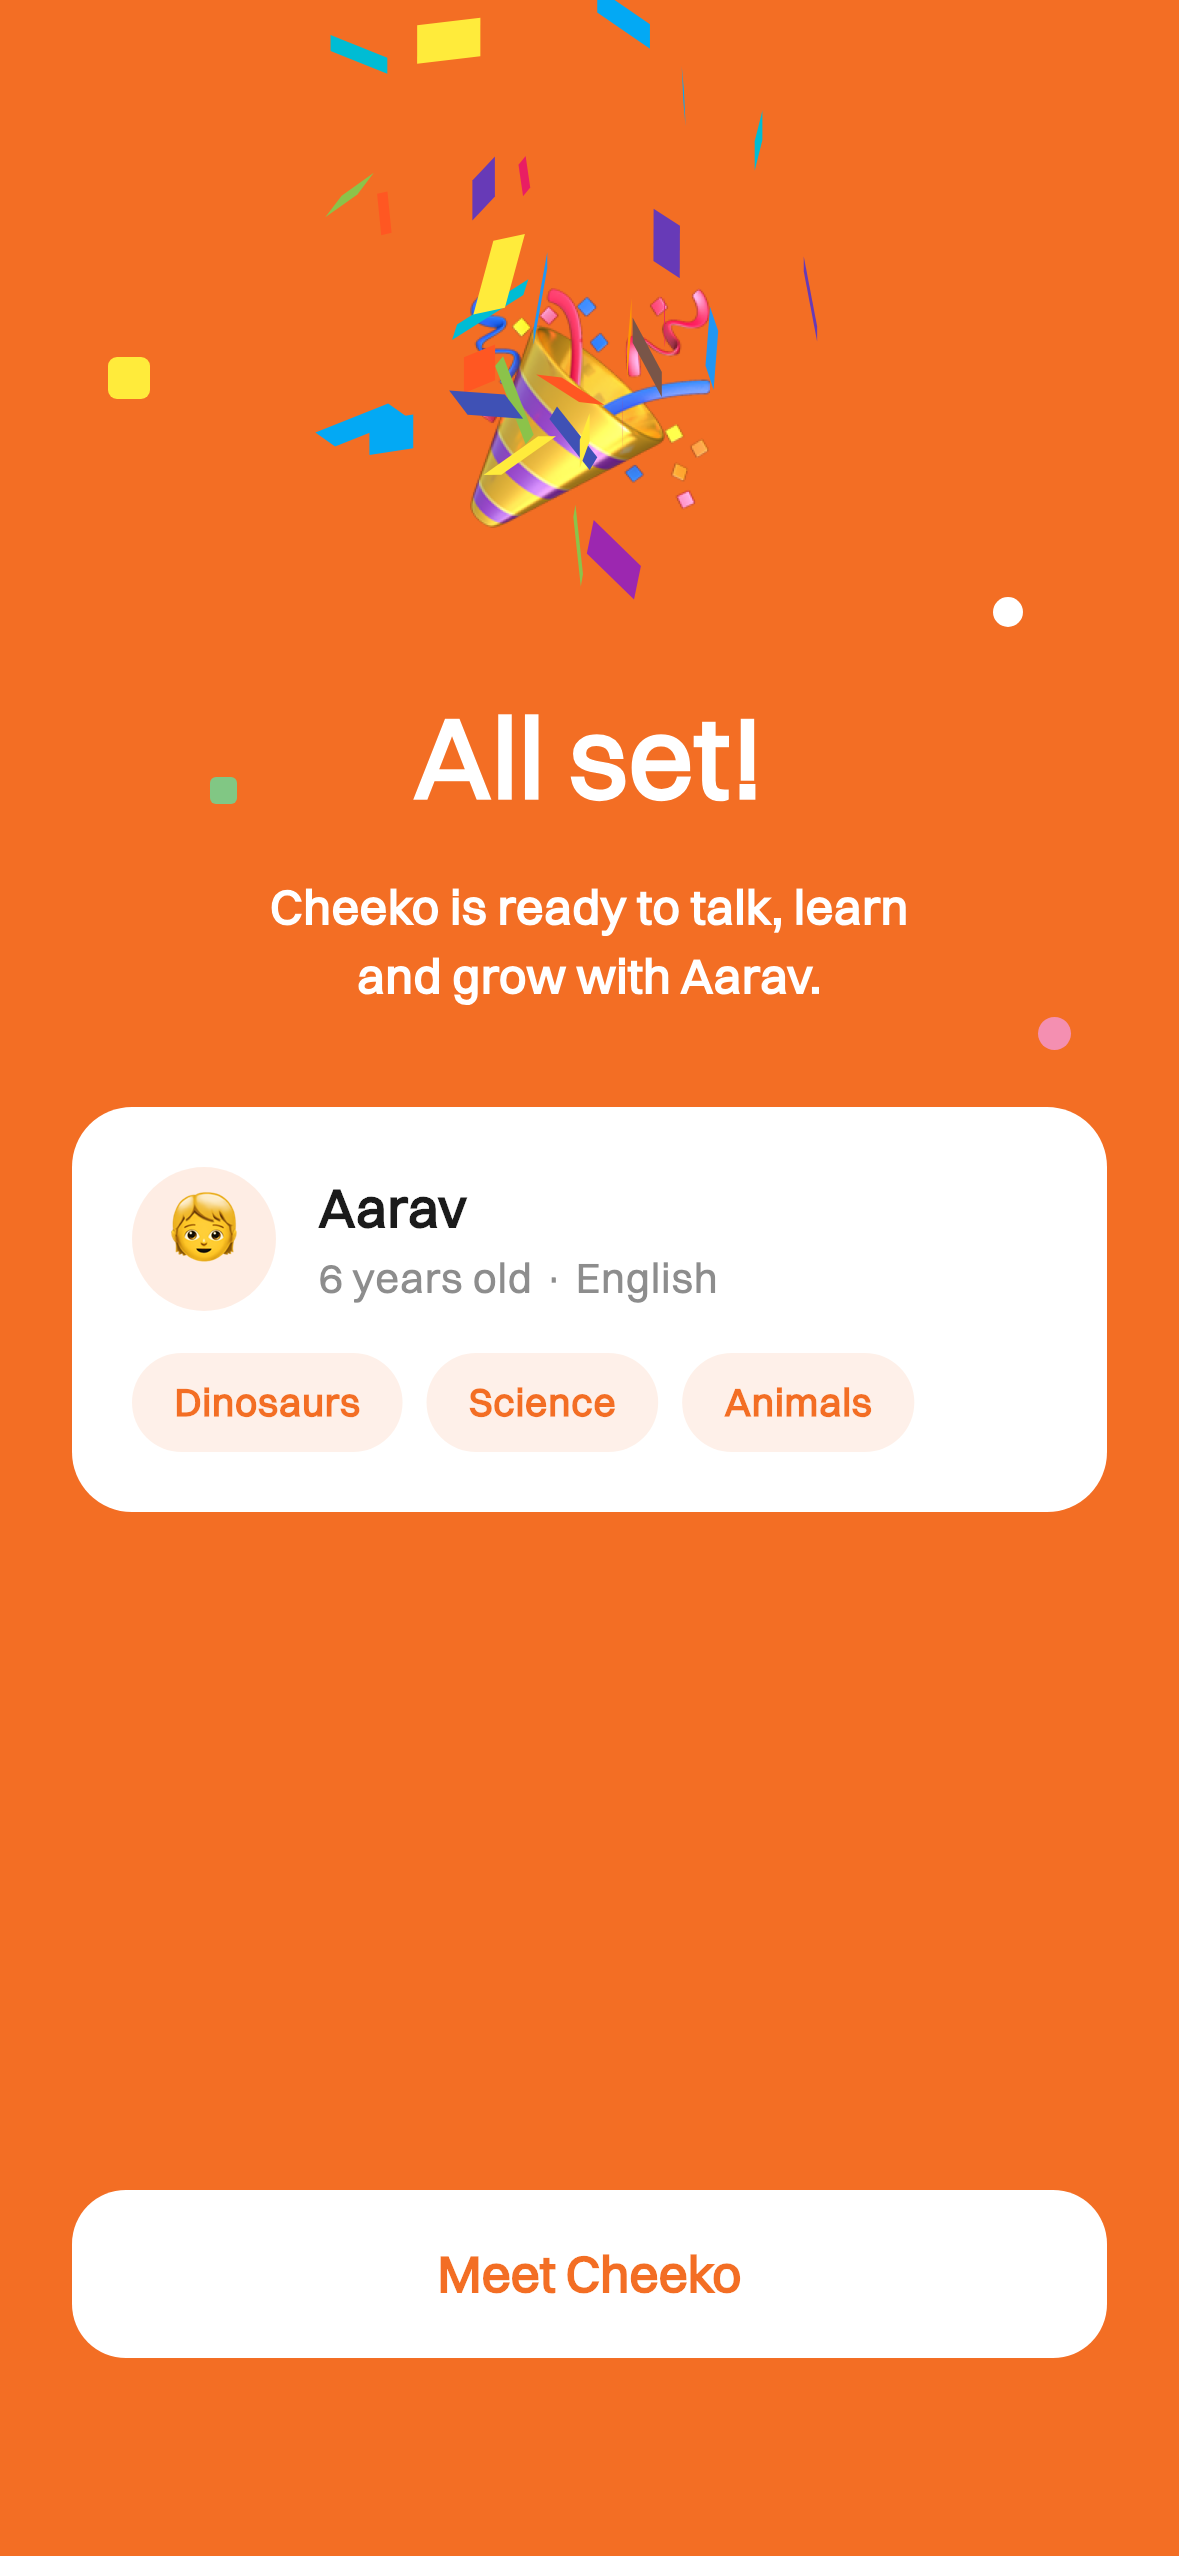 All set!
Cheeko is ready to talk, learn
and grow with Aarav.
Aarav
6 years old · English
Dinosaurs
Science
Animals
Meet Cheeko